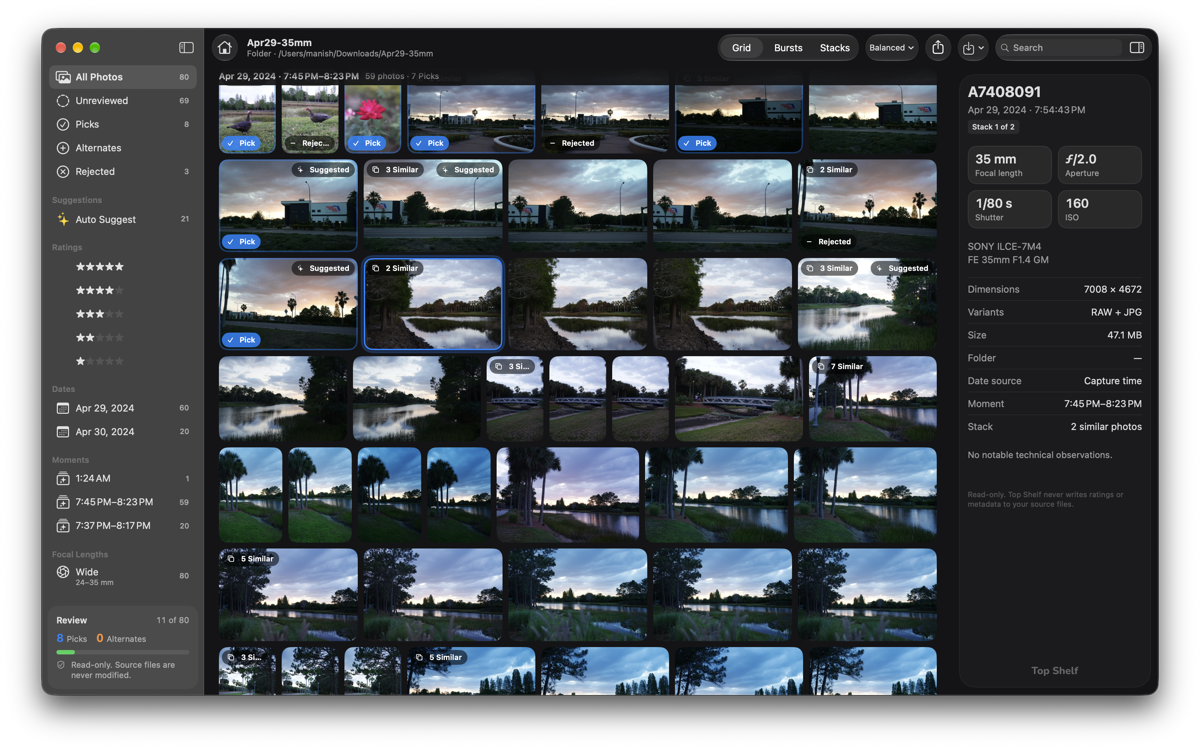 All Photos 80
Unreviewed 69
Picks 8
Alternates
Rejected 3
Suggestions
Auto Suggest 21
Ratings
Dates
Apr 29, 2024 60
Apr 30, 2024 20
Moments
1:24 AM 1
7:45 PM–8:23 PM 59
7:37 PM–8:17 PM 20
Focal Lengths
Wide 80
24–35 mm
Review 11 of 80
8 Picks 0 Alternates
Read-only. Source files are
never modified.
Apr29-35mm
Folder · /Users/manish/Downloads/Apr29-35mm
Grid Bursts Stacks
Balanced
Search
Apr 29, 2024 · 7:45 PM–8:23 PM 59 photos · 7 Picks
Pick
Rejec...
Pick
Pick
Rejected
Pick
Suggested
Pick
3 Similar
Suggested
2 Similar
Rejected
Suggested
Pick
2 Similar
3 Similar
Suggested
3 Si...
7 Similar
5 Similar
3 Si...
5 Similar
A7408091
Apr 29, 2024 · 7:54:43 PM
Stack 1 of 2
35 mm
Focal length
ƒ/2.0
Aperture
1/80 s
Shutter
160
ISO
SONY ILCE-7M4
FE 35mm F1.4 GM
Dimensions 7008 × 4672
Variants RAW + JPG
Size 47.1 MB
Folder —
Date source Capture time
Moment 7:45 PM–8:23 PM
Stack 2 similar photos
No notable technical observations.
Read-only. Top Shelf never writes ratings or
metadata to your source files.
Top Shelf